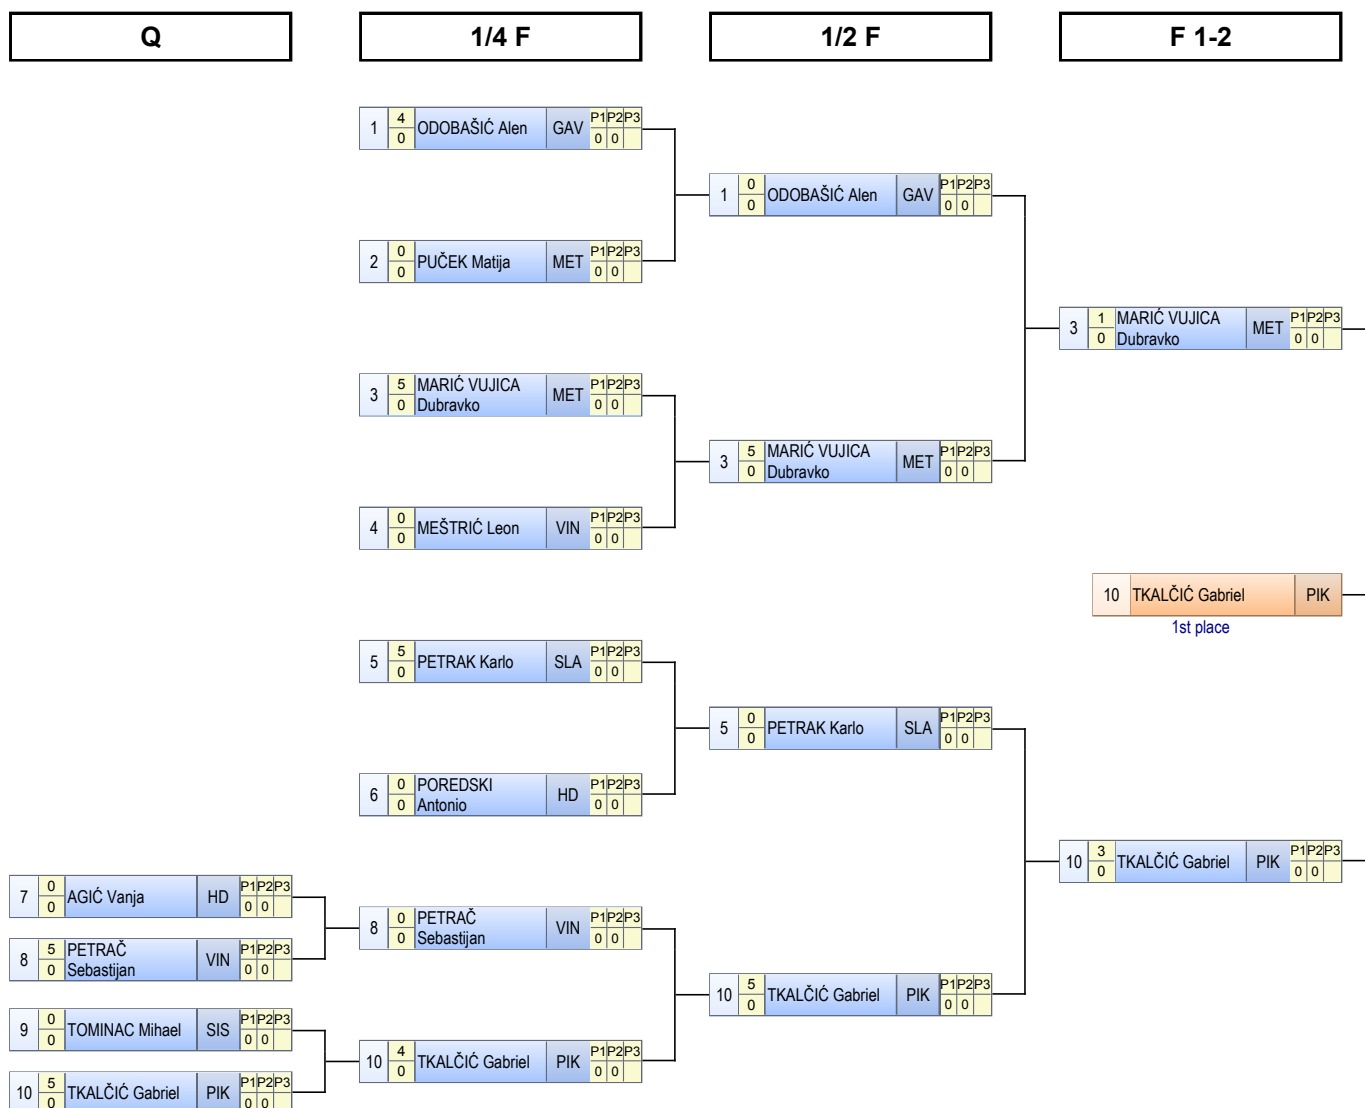 Q 1/4 F 1/2 F F 1-2
1 4 0 ODOBAŠIĆ Alen GAV P1 P2 P3 0 0
1 0 0 ODOBAŠIĆ Alen GAV P1 P2 P3 0 0
2 0 0 PUČEK Matija MET P1 P2 P3 0 0
3 1 0 MARIĆ VUJICA Dubravko MET P1 P2 P3 0 0
3 5 0 MARIĆ VUJICA Dubravko MET P1 P2 P3 0 0
3 5 0 MARIĆ VUJICA Dubravko MET P1 P2 P3 0 0
4 0 0 MEŠTRIĆ Leon VIN P1 P2 P3 0 0
10 TKALČIĆ Gabriel PIK
1st place
5 5 0 PETRAK Karlo SLA P1 P2 P3 0 0
5 0 0 PETRAK Karlo SLA P1 P2 P3 0 0
6 0 0 POREDSKI Antonio HD P1 P2 P3 0 0
10 3 0 TKALČIĆ Gabriel PIK P1 P2 P3 0 0
7 0 0 AGIĆ Vanja HD P1 P2 P3 0 0
8 0 0 PETRAČ Sebastijan VIN P1 P2 P3 0 0
8 5 0 PETRAČ Sebastijan VIN P1 P2 P3 0 0
10 5 0 TKALČIĆ Gabriel PIK P1 P2 P3 0 0
9 0 0 TOMINAC Mihael SIS P1 P2 P3 0 0
10 4 0 TKALČIĆ Gabriel PIK P1 P2 P3 0 0
10 5 0 TKALČIĆ Gabriel PIK P1 P2 P3 0 0